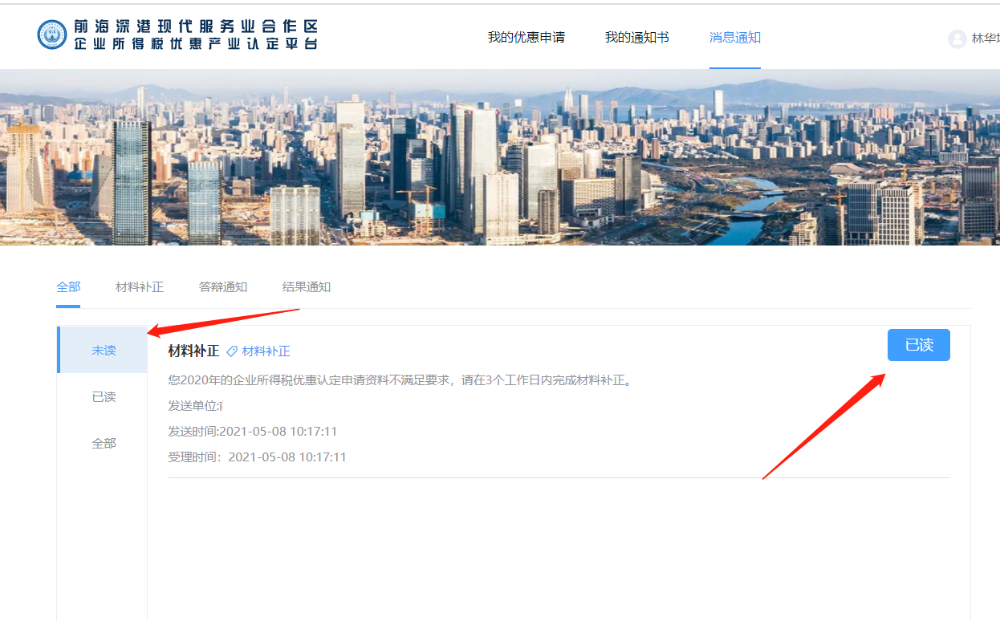 前海深港现代服务业合作区
企业所得税优惠产业认定平台
我的优惠申请 我的通知书 消息通知 林华
全部 材料补正 答辩通知 结果通知
未读
已读
全部
材料补正 材料补正 已读
您2020年的企业所得税优惠认定申请资料不满足要求，请在3个工作日内完成材料补正。
发送单位:
发送时间:2021-05-08 10:17:11
受理时间：2021-05-08 10:17:11